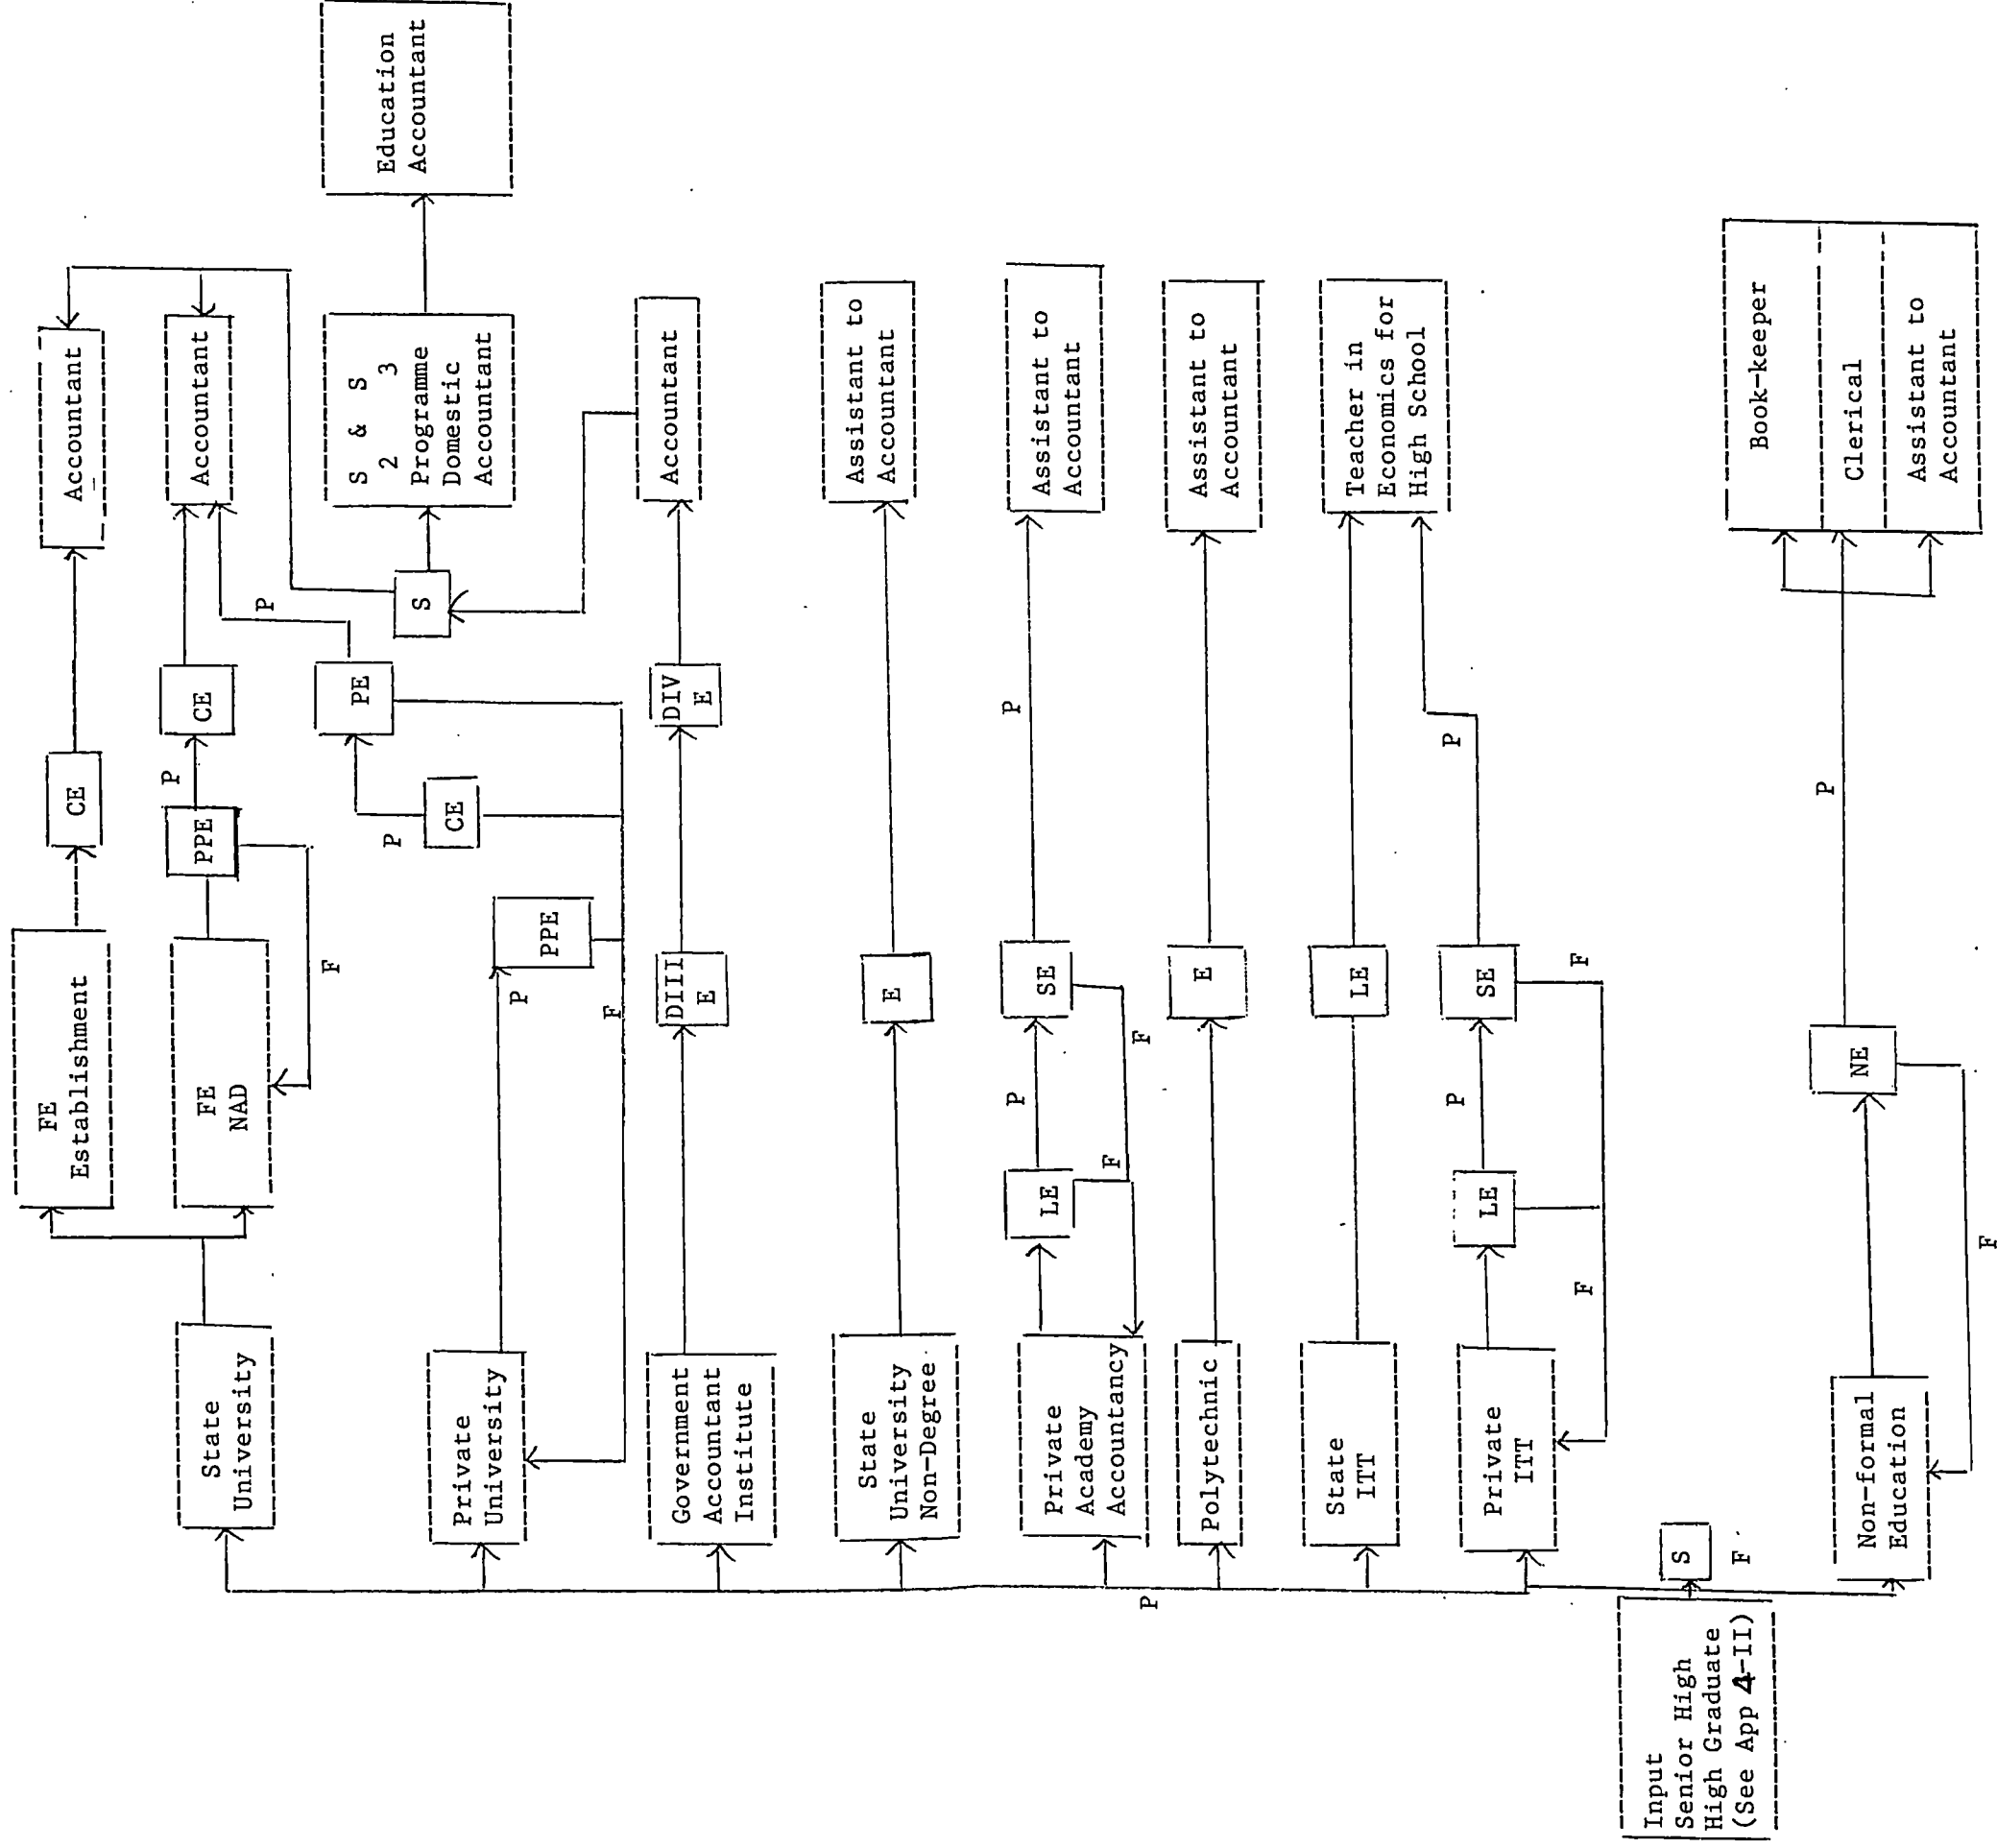 FE
Establishment
CE
Accountant
State
University
FE
NAD
PPE
P
CE
Accountant
F
P
Private
University
P
PPE
P
CE
PE
F
S
S & S
2 3
Programme
Domestic
Accountant
Education
Accountant
Government
Accountant
Institute
DIII
E
DIV
E
Accountant
State
University
Non-Degree
E
Assistant to
Accountant
Private
Academy
Accountancy
LE
P
SE
P
F
F
Assistant to
Accountant
Polytechnic
E
Assistant to
Accountant
State
ITT
LE
Teacher in
Economics for
High School
Private
ITT
LE
P
SE
P
F
F
P
Input
Senior High
High Graduate
(See App 4-II)
S
F
Non-formal
Education
NE
P
F
Book-keeper
Clerical
Assistant to
Accountant